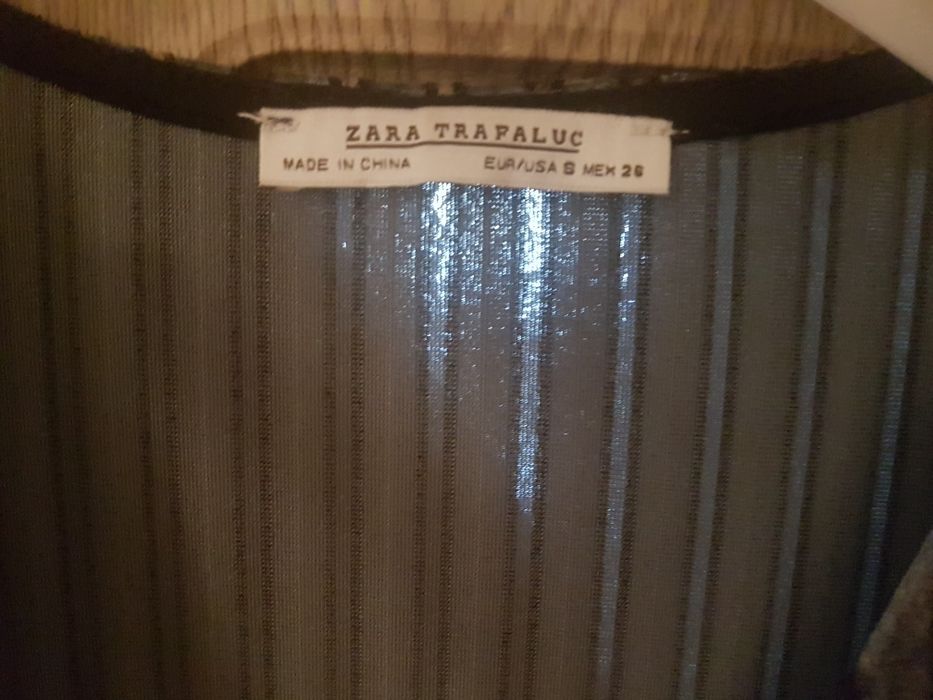 ZARA TRAFALUC
MADE IN CHINA EUR/USA S MEX 26